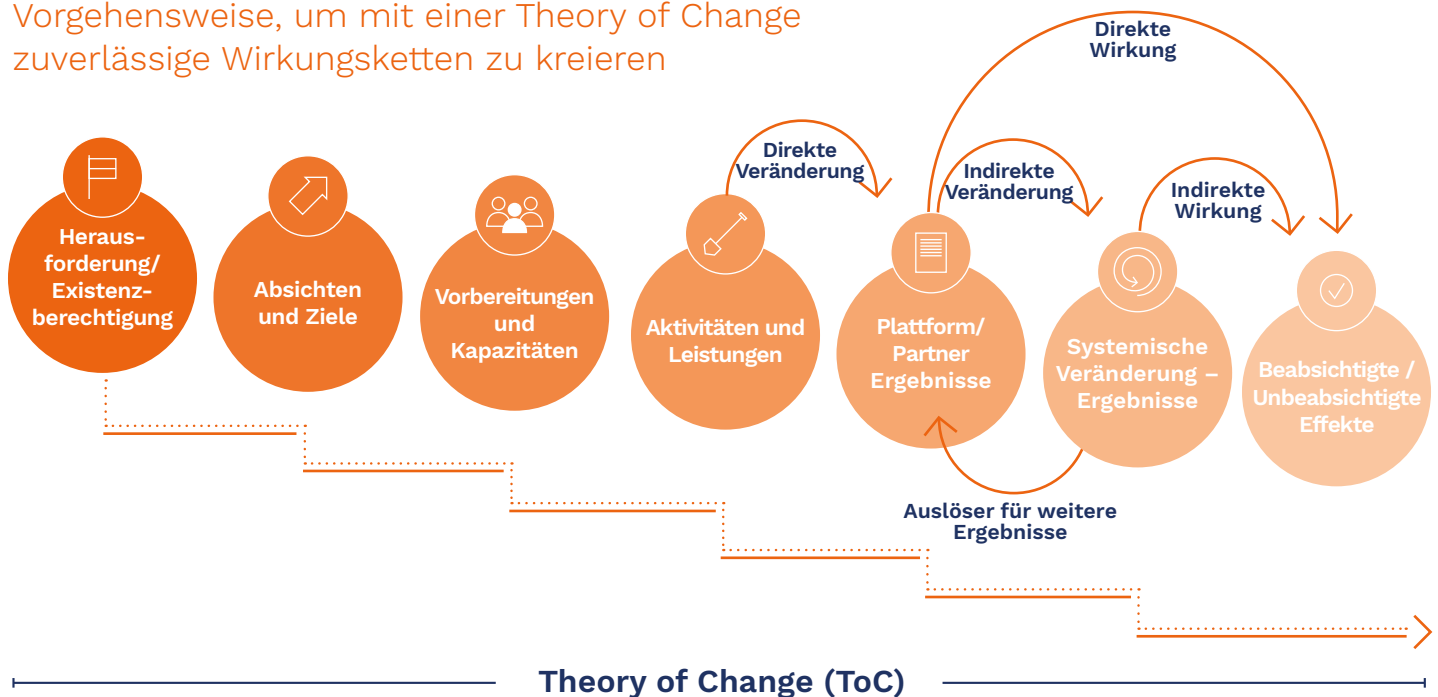 Vorgehensweise, um mit einer Theory of Change
zuverlässige Wirkungsketten zu kreieren
Heraus-
forderung/
Existenz-
berechtigung
Absichten
und Ziele
Vorbereitungen
und
Kapazitäten
Aktivitäten und
Leistungen
Direkte
Veränderung
Plattform/
Partner
Ergebnisse
Indirekte
Veränderung
Direkte
Wirkung
Systemische
Veränderung –
Ergebnisse
Indirekte
Wirkung
Beabsichtigte /
Unbeabsichtigte
Effekte
Auslöser für weitere
Ergebnisse
Theory of Change (ToC)